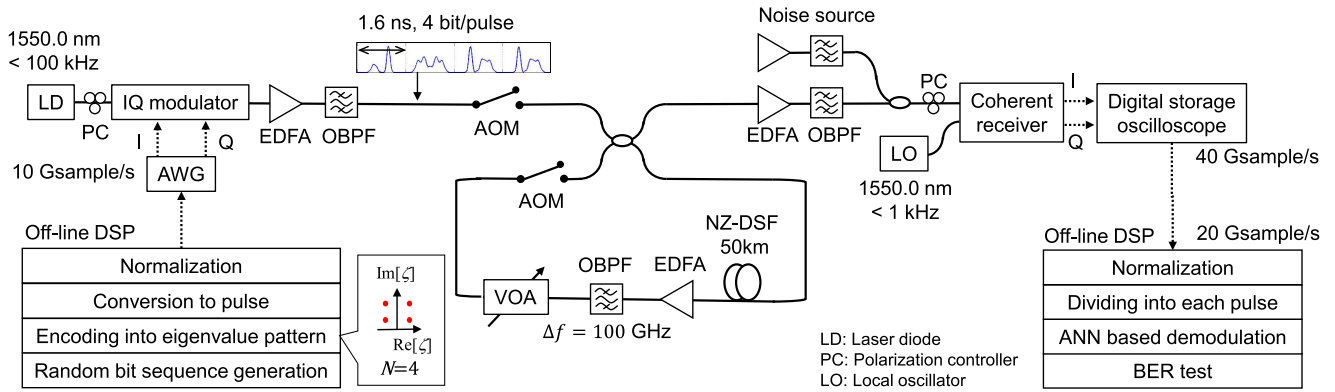 1550.0 nm
< 100 kHz
LD
PC
IQ modulator
I
Q
10 Gsample/s
AWG
EDFA
OBPF
1.6 ns, 4 bit/pulse
AOM
AOM
Noise source
EDFA
OBPF
PC
LO
1550.0 nm
< 1 kHz
Coherent
receiver
I
Q
Digital storage
oscilloscope
40 Gsample/s
NZ-DSF
50km
EDFA
OBPF
Δf = 100 GHz
VOA
Off-line DSP
Normalization
Conversion to pulse
Encoding into eigenvalue pattern
Random bit sequence generation
Im[ζ]
Re[ζ]
N=4
20 Gsample/s
Off-line DSP
Normalization
Dividing into each pulse
ANN based demodulation
BER test
LD: Laser diode
PC: Polarization controller
LO: Local oscillator